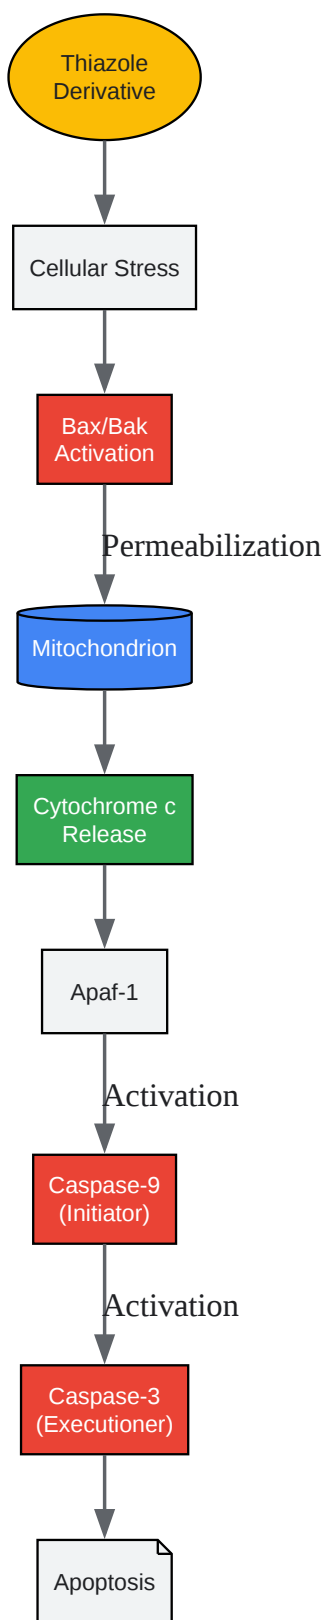 Thiazole
Derivative
Cellular Stress
Bax/Bak
Activation
Permeabilization
Mitochondrion
Cytochrome c
Release
Apaf-1
Activation
Caspase-9
(Initiator)
Activation
Caspase-3
(Executioner)
Apoptosis